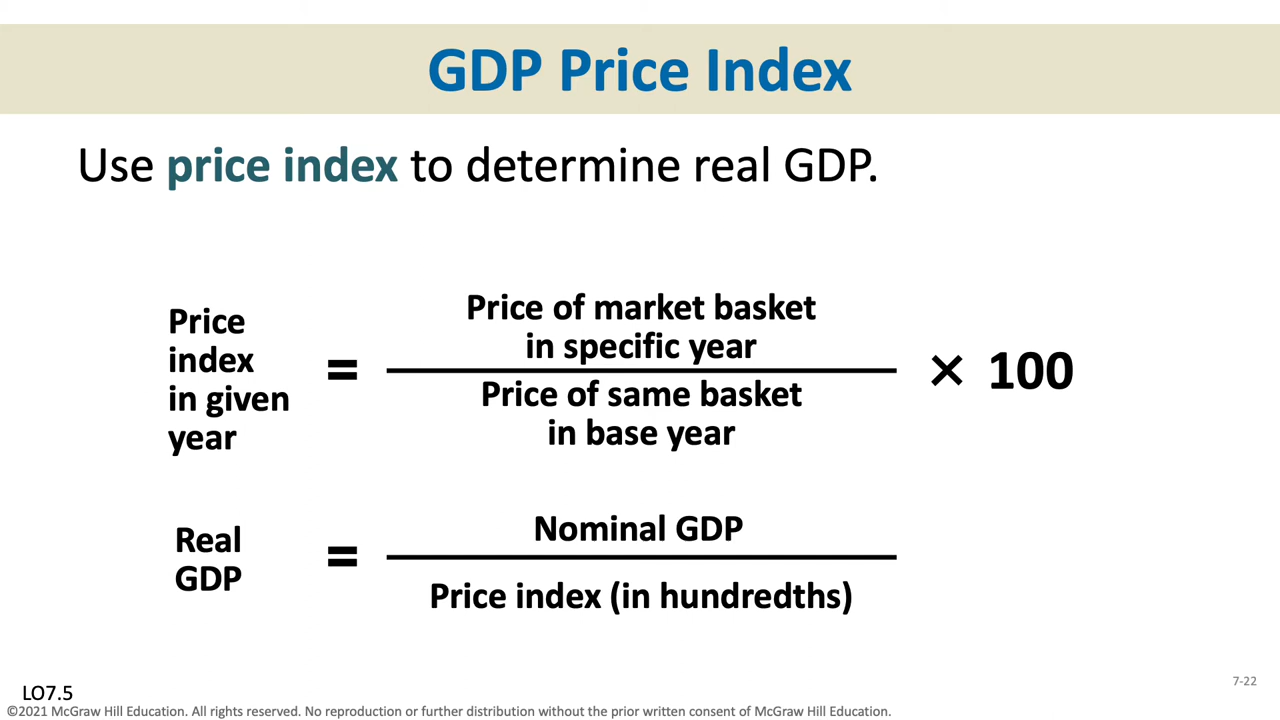 GDP Price Index
Use price index to determine real GDP.
Price
index
in given
year
=
Price of market basket
in specific year
Price of same basket
in base year
× 100
Real
GDP
=
Nominal GDP
Price index (in hundredths)
LO7.5
7-22
©2021 McGraw Hill Education. All rights reserved. No reproduction or further distribution without the prior written consent of McGraw Hill Education.